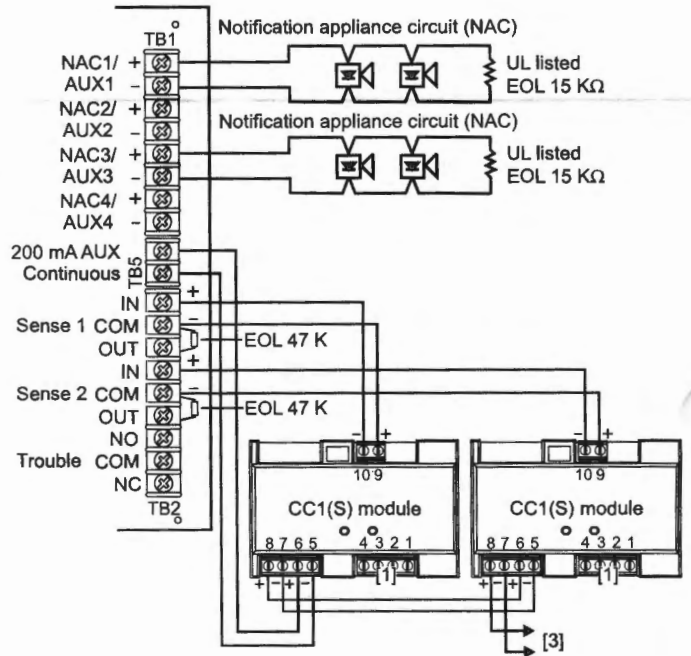 TB1
Notification appliance circuit (NAC)
NAC1/ +
AUX1 –
UL listed
EOL 15 KΩ
NAC2/ +
AUX2 –
Notification appliance circuit (NAC)
NAC3/ +
AUX3 –
UL listed
EOL 15 KΩ
NAC4/ +
AUX4 –
200 mA AUX
Continuous
TB5
+
IN
–
Sense 1 COM
EOL 47 K
OUT
+
IN
–
Sense 2 COM
EOL 47 K
OUT
NO
Trouble COM
NC
TB2
– +
10 9
CC1(S) module
8 7 6 5 4 3 2 1
[1]
+ – + –
– +
10 9
CC1(S) module
8 7 6 5 4 3 2 1
[1]
+ – + –
[3]